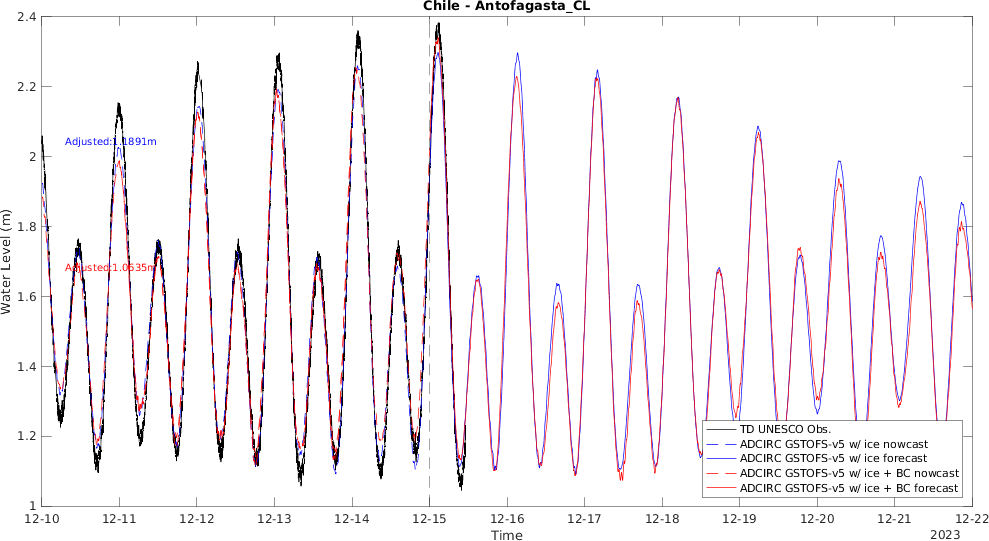 Chile - Antofagasta_CL
Water Level (m)
2.4
2.2
2
1.8
1.6
1.4
1.2
1
Adjusted:1.1891m
Adjusted:1.0535m
TD UNESCO Obs.
ADCIRC GSTOFS-v5 w/ ice nowcast
ADCIRC GSTOFS-v5 w/ ice forecast
ADCIRC GSTOFS-v5 w/ ice + BC nowcast
ADCIRC GSTOFS-v5 w/ ice + BC forecast
12-10 12-11 12-12 12-13 12-14 12-15 12-16 12-17 12-18 12-19 12-20 12-21 12-22
Time
2023